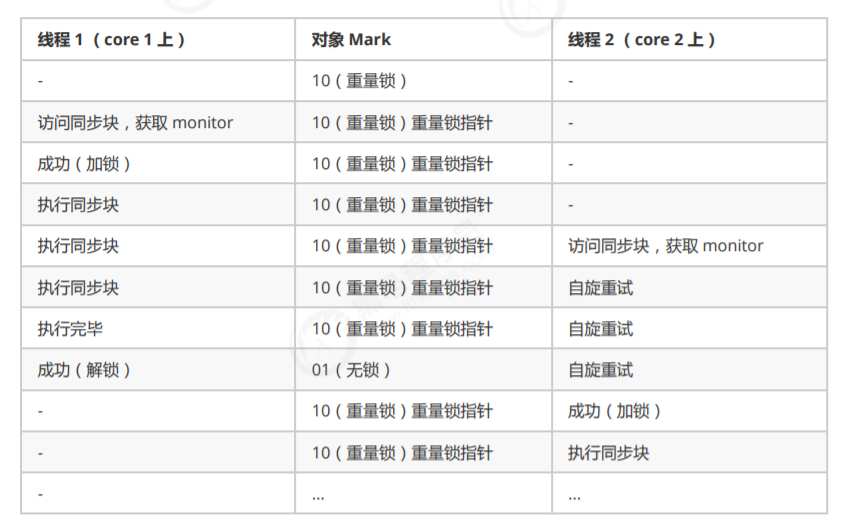 线程 1 （core 1 上） 对象 Mark 线程 2 （core 2 上）
- 10（重量锁） -
访问同步块，获取 monitor 10（重量锁）重量锁指针 -
成功（加锁） 10（重量锁）重量锁指针 -
执行同步块 10（重量锁）重量锁指针 -
执行同步块 10（重量锁）重量锁指针 访问同步块，获取 monitor
执行同步块 10（重量锁）重量锁指针 自旋重试
执行完毕 10（重量锁）重量锁指针 自旋重试
成功（解锁） 01（无锁） 自旋重试
- 10（重量锁）重量锁指针 成功（加锁）
- 10（重量锁）重量锁指针 执行同步块
- ... ...